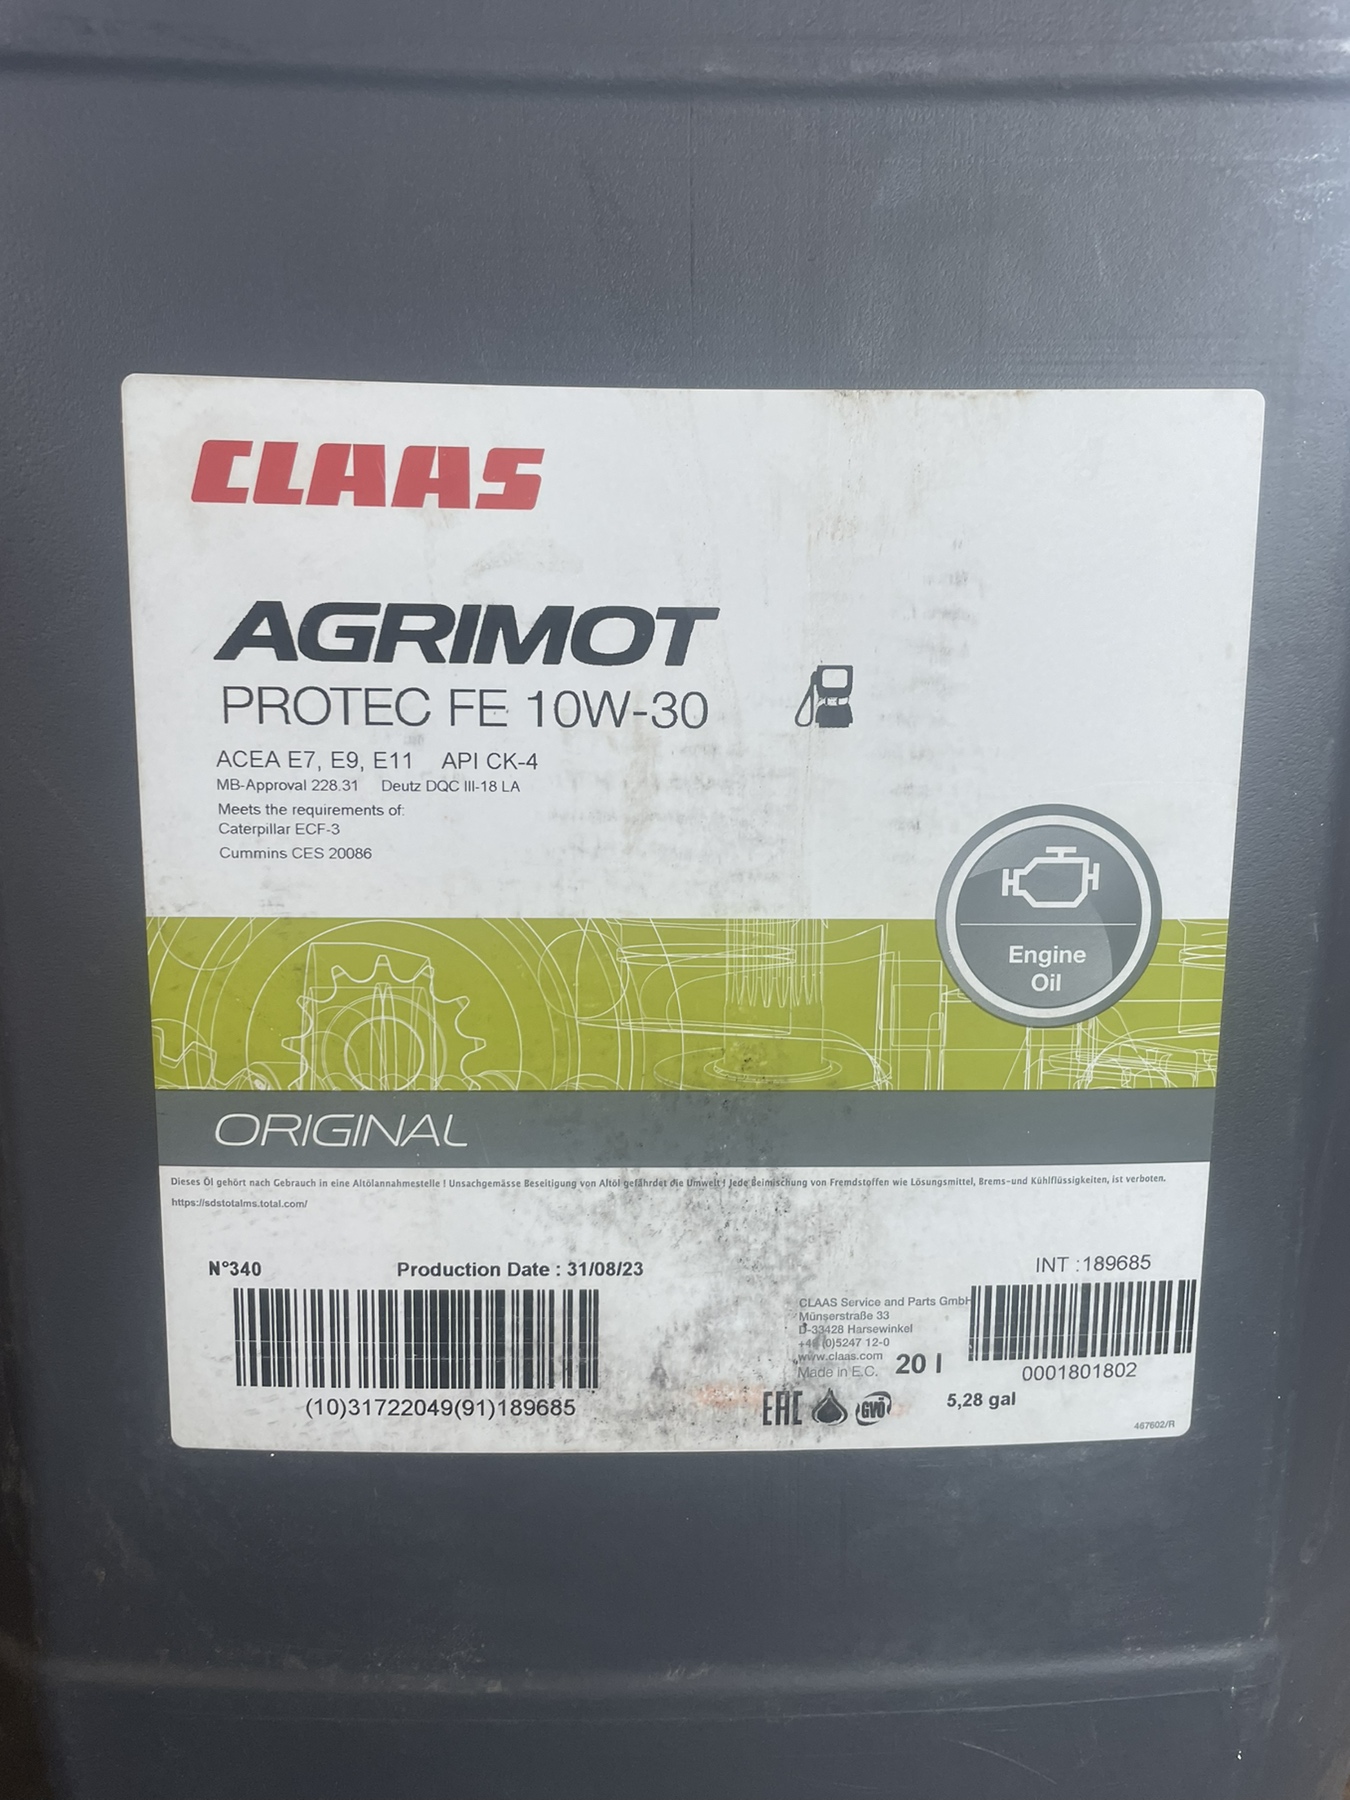 CLAAS
AGRIMOT
PROTEC FE 10W-30
ACEA E7, E9, E11 API CK-4
MB-Approval 228.31 Deutz DQC III-18 LA
Meets the requirements of:
Caterpillar ECF-3
Cummins CES 20086
Engine
Oil
ORIGINAL
Dieses Öl gehört nach Gebrauch in eine Altölannahmestelle ! Unsachgemässe Beseitigung von Altöl gefährdet die Umwelt ! Jede Beimischung von Fremdstoffen wie Lösungsmittel, Brems-und Kühlflüssigkeiten, ist verboten.
https://sdstotalms.total.com/
N°340 Production Date : 31/08/23
(10)31722049(91)189685
CLAAS Service and Parts GmbH
Münserstraße 33
D-33428 Harsewinkel
+49 (0)5247 12-0
www.claas.com
Made in E.C. 20 l
EAC GVÖ 5,28 gal
INT :189685
0001801802
467602/R